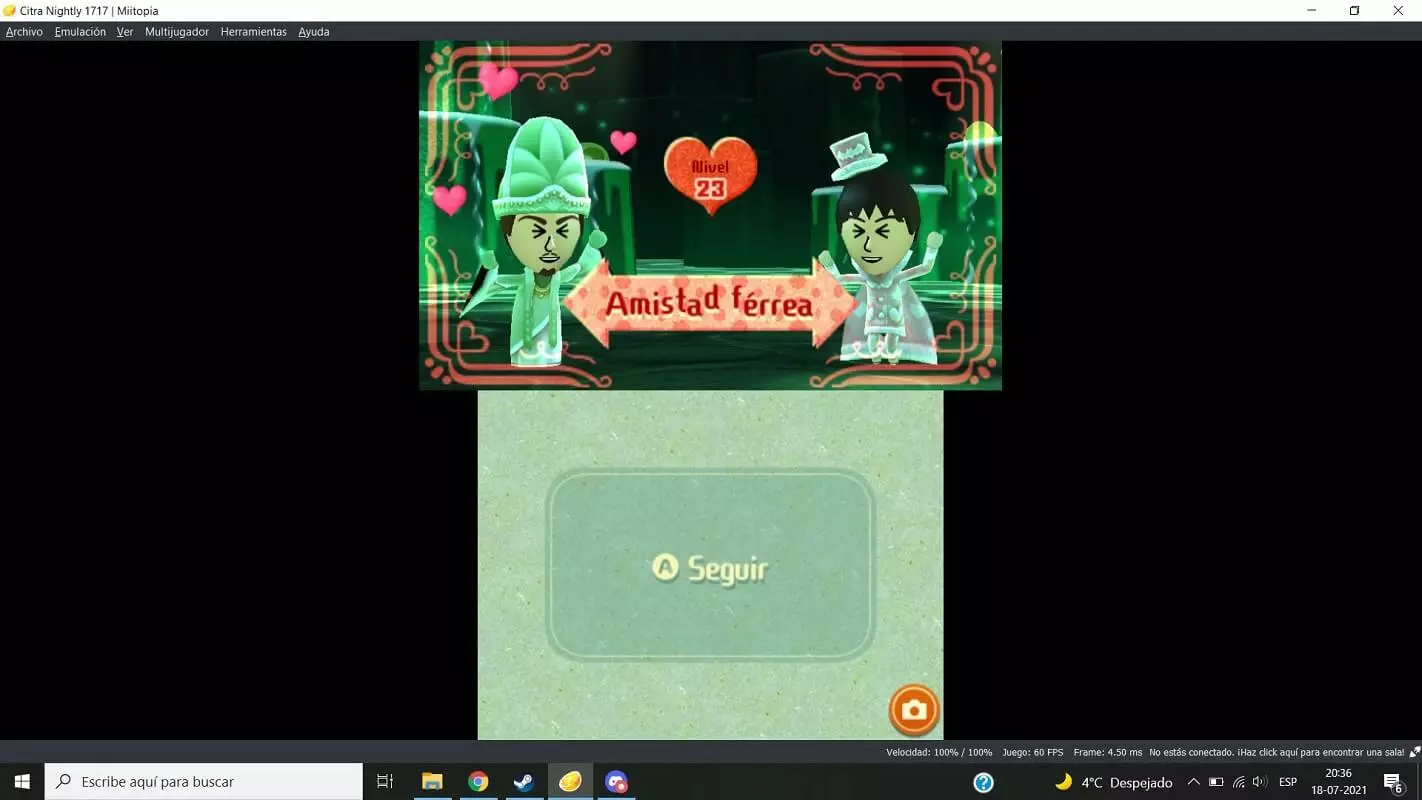 Citra Nightly 1717 | Miitopia
Archivo Emulación Ver Multijugador Herramientas Ayuda
Nivel
23
Amistad férrea
A Seguir
Velocidad: 100% / 100% Juego: 60 FPS Frame: 4.50 ms No estás conectado. ¡Haz click aquí para encontrar una sala!
Escribe aquí para buscar
4°C Despejado
ESP
20:36
18-07-2021
6